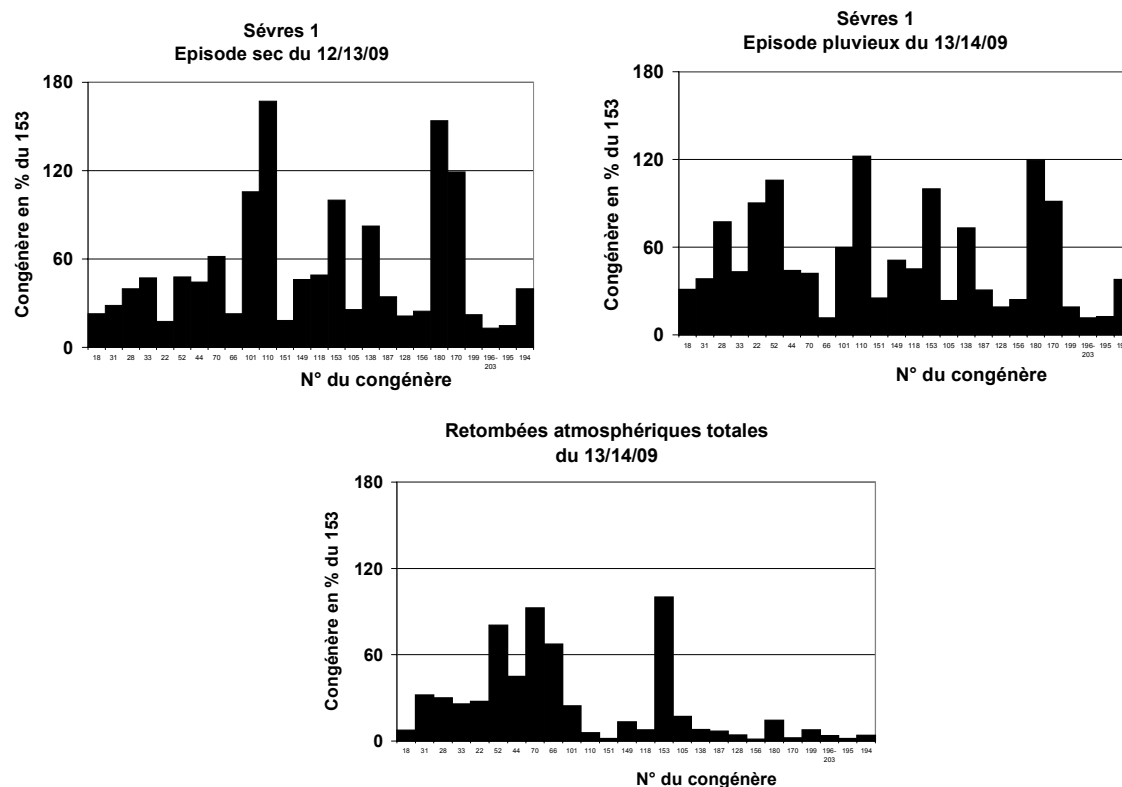 Sévres 1
Episode sec du 12/13/09
180
120
60
0
Congénère en % du 153
18 31 28 33 22 52 44 70 66 101 110 151 149 118 153 105 138 187 128 156 180 170 199 196-203 195 194
N° du congénère
Sévres 1
Episode pluvieux du 13/14/09
180
120
60
0
Congénère en % du 153
18 31 28 33 22 52 44 70 66 101 110 151 149 118 153 105 138 187 128 156 180 170 199 196-203 195
N° du congénère
Retombées atmosphériques totales
du 13/14/09
180
120
60
0
Congénère en % du 153
18 31 28 33 22 52 44 70 66 101 110 151 149 118 153 105 138 187 128 156 180 170 199 196-203 195 194
N° du congénère